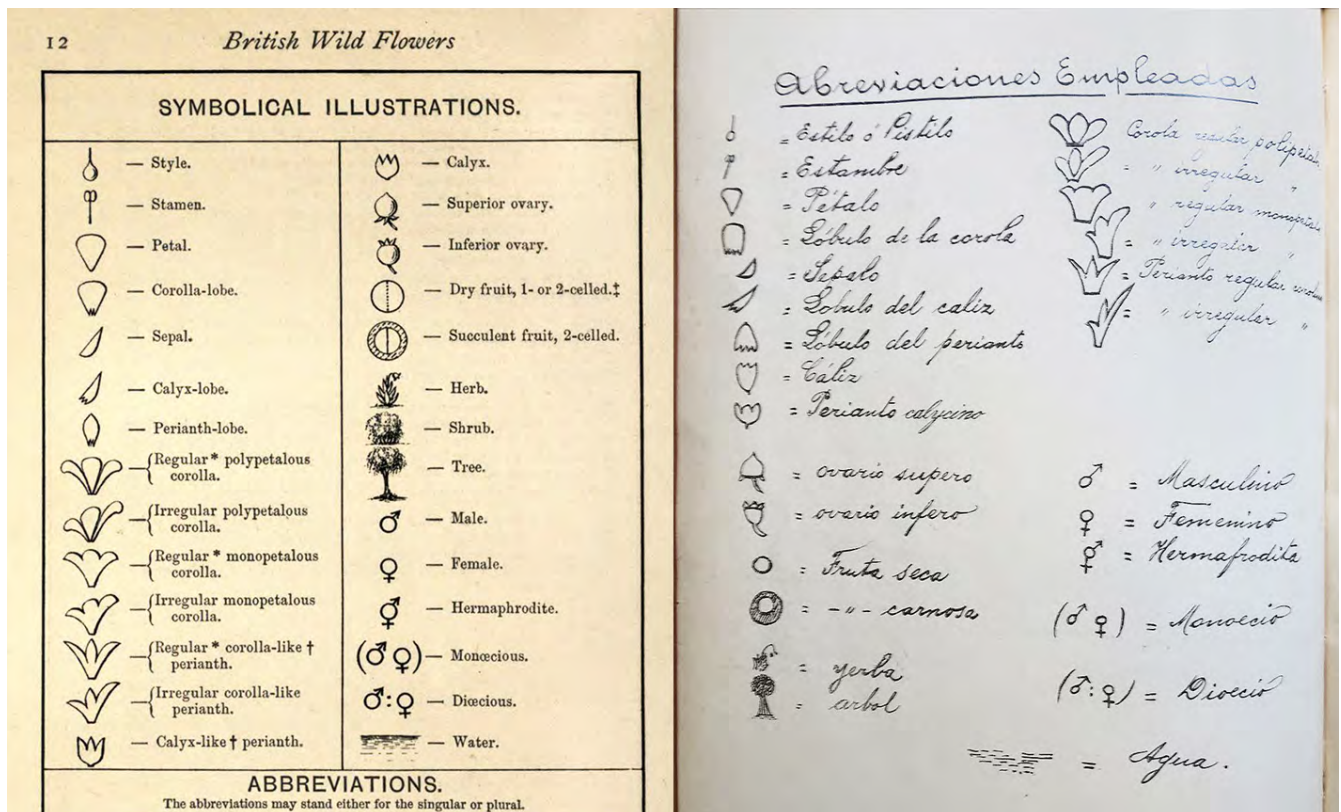 12 British Wild Flowers
SYMBOLICAL ILLUSTRATIONS.
— Style.
— Stamen.
— Petal.
— Corolla-lobe.
— Sepal.
— Calyx-lobe.
— Perianth-lobe.
— Regular * polypetalous
corolla.
— Irregular polypetalous
corolla.
— Regular * monopetalous
corolla.
— Irregular monopetalous
corolla.
— Regular * corolla-like †
perianth.
— Irregular corolla-like
perianth.
— Calyx-like † perianth.
— Calyx.
— Superior ovary.
— Inferior ovary.
— Dry fruit, 1- or 2-celled.‡
— Succulent fruit, 2-celled.
— Herb.
— Shrub.
— Tree.
♂ — Male.
♀ — Female.
⚥ — Hermaphrodite.
(♂ ♀) — Monœcious.
♂:♀ — Diœcious.
— Water.
ABBREVIATIONS.
The abbreviations may stand either for the singular or plural.
Abreviaciones Empleadas
= Estilo ó Pistilo
= Estambre
= Pétalo
= Lóbulo de la corola
= Sepalo
= Lobulo del caliz
= Lóbulo del perianto
= Cáliz
= Perianto calycino
= ovario supero
= ovario infero
= Fruta seca
= -"- carnosa
= yerba
= arbol
Corola regular
= " irregular "
" regular
= " irregular "
= Perianto regular
= " irregular "
♂ = Masculino
♀ = Femenino
⚥ = Hermafrodita
(♂ ♀) = Monoecio
(♂:♀) = Dioecio
= Agua.